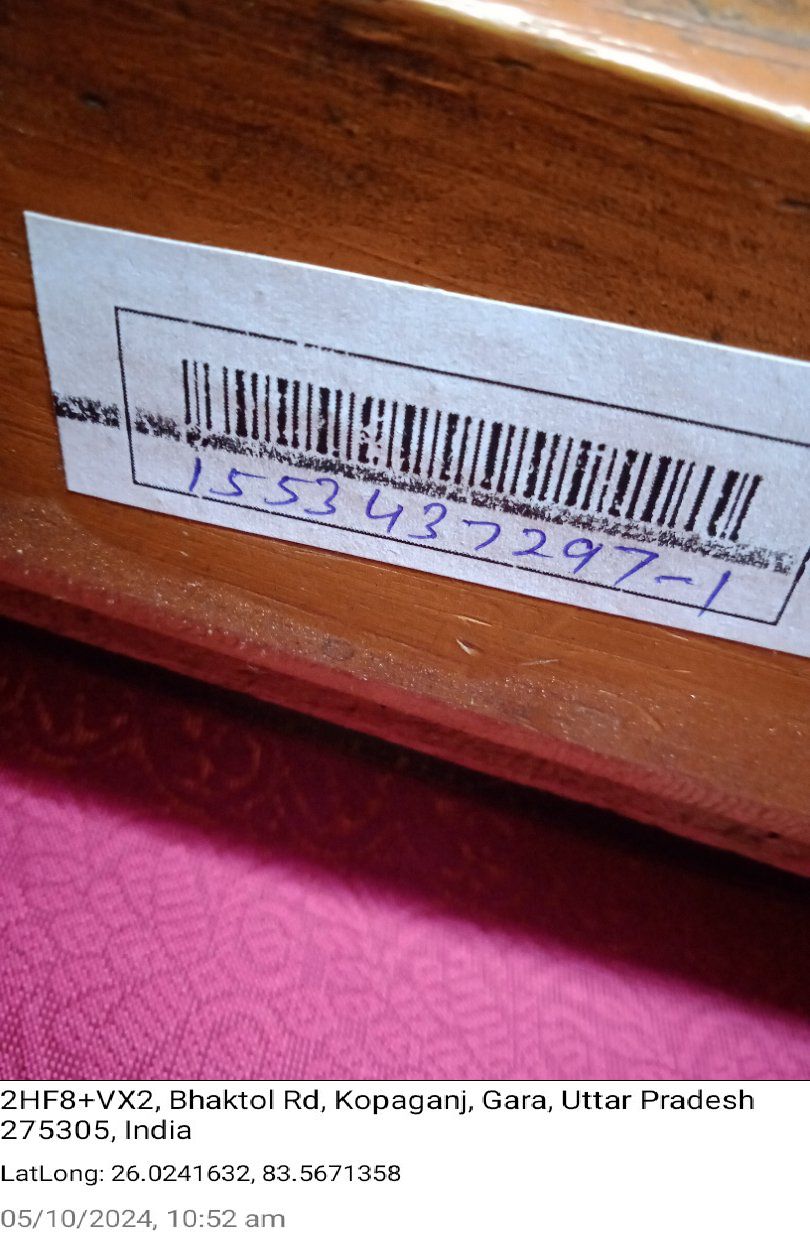 1553437297-1
2HF8+VX2, Bhaktol Rd, Kopaganj, Gara, Uttar Pradesh
275305, India
LatLong: 26.0241632, 83.5671358
05/10/2024, 10:52 am